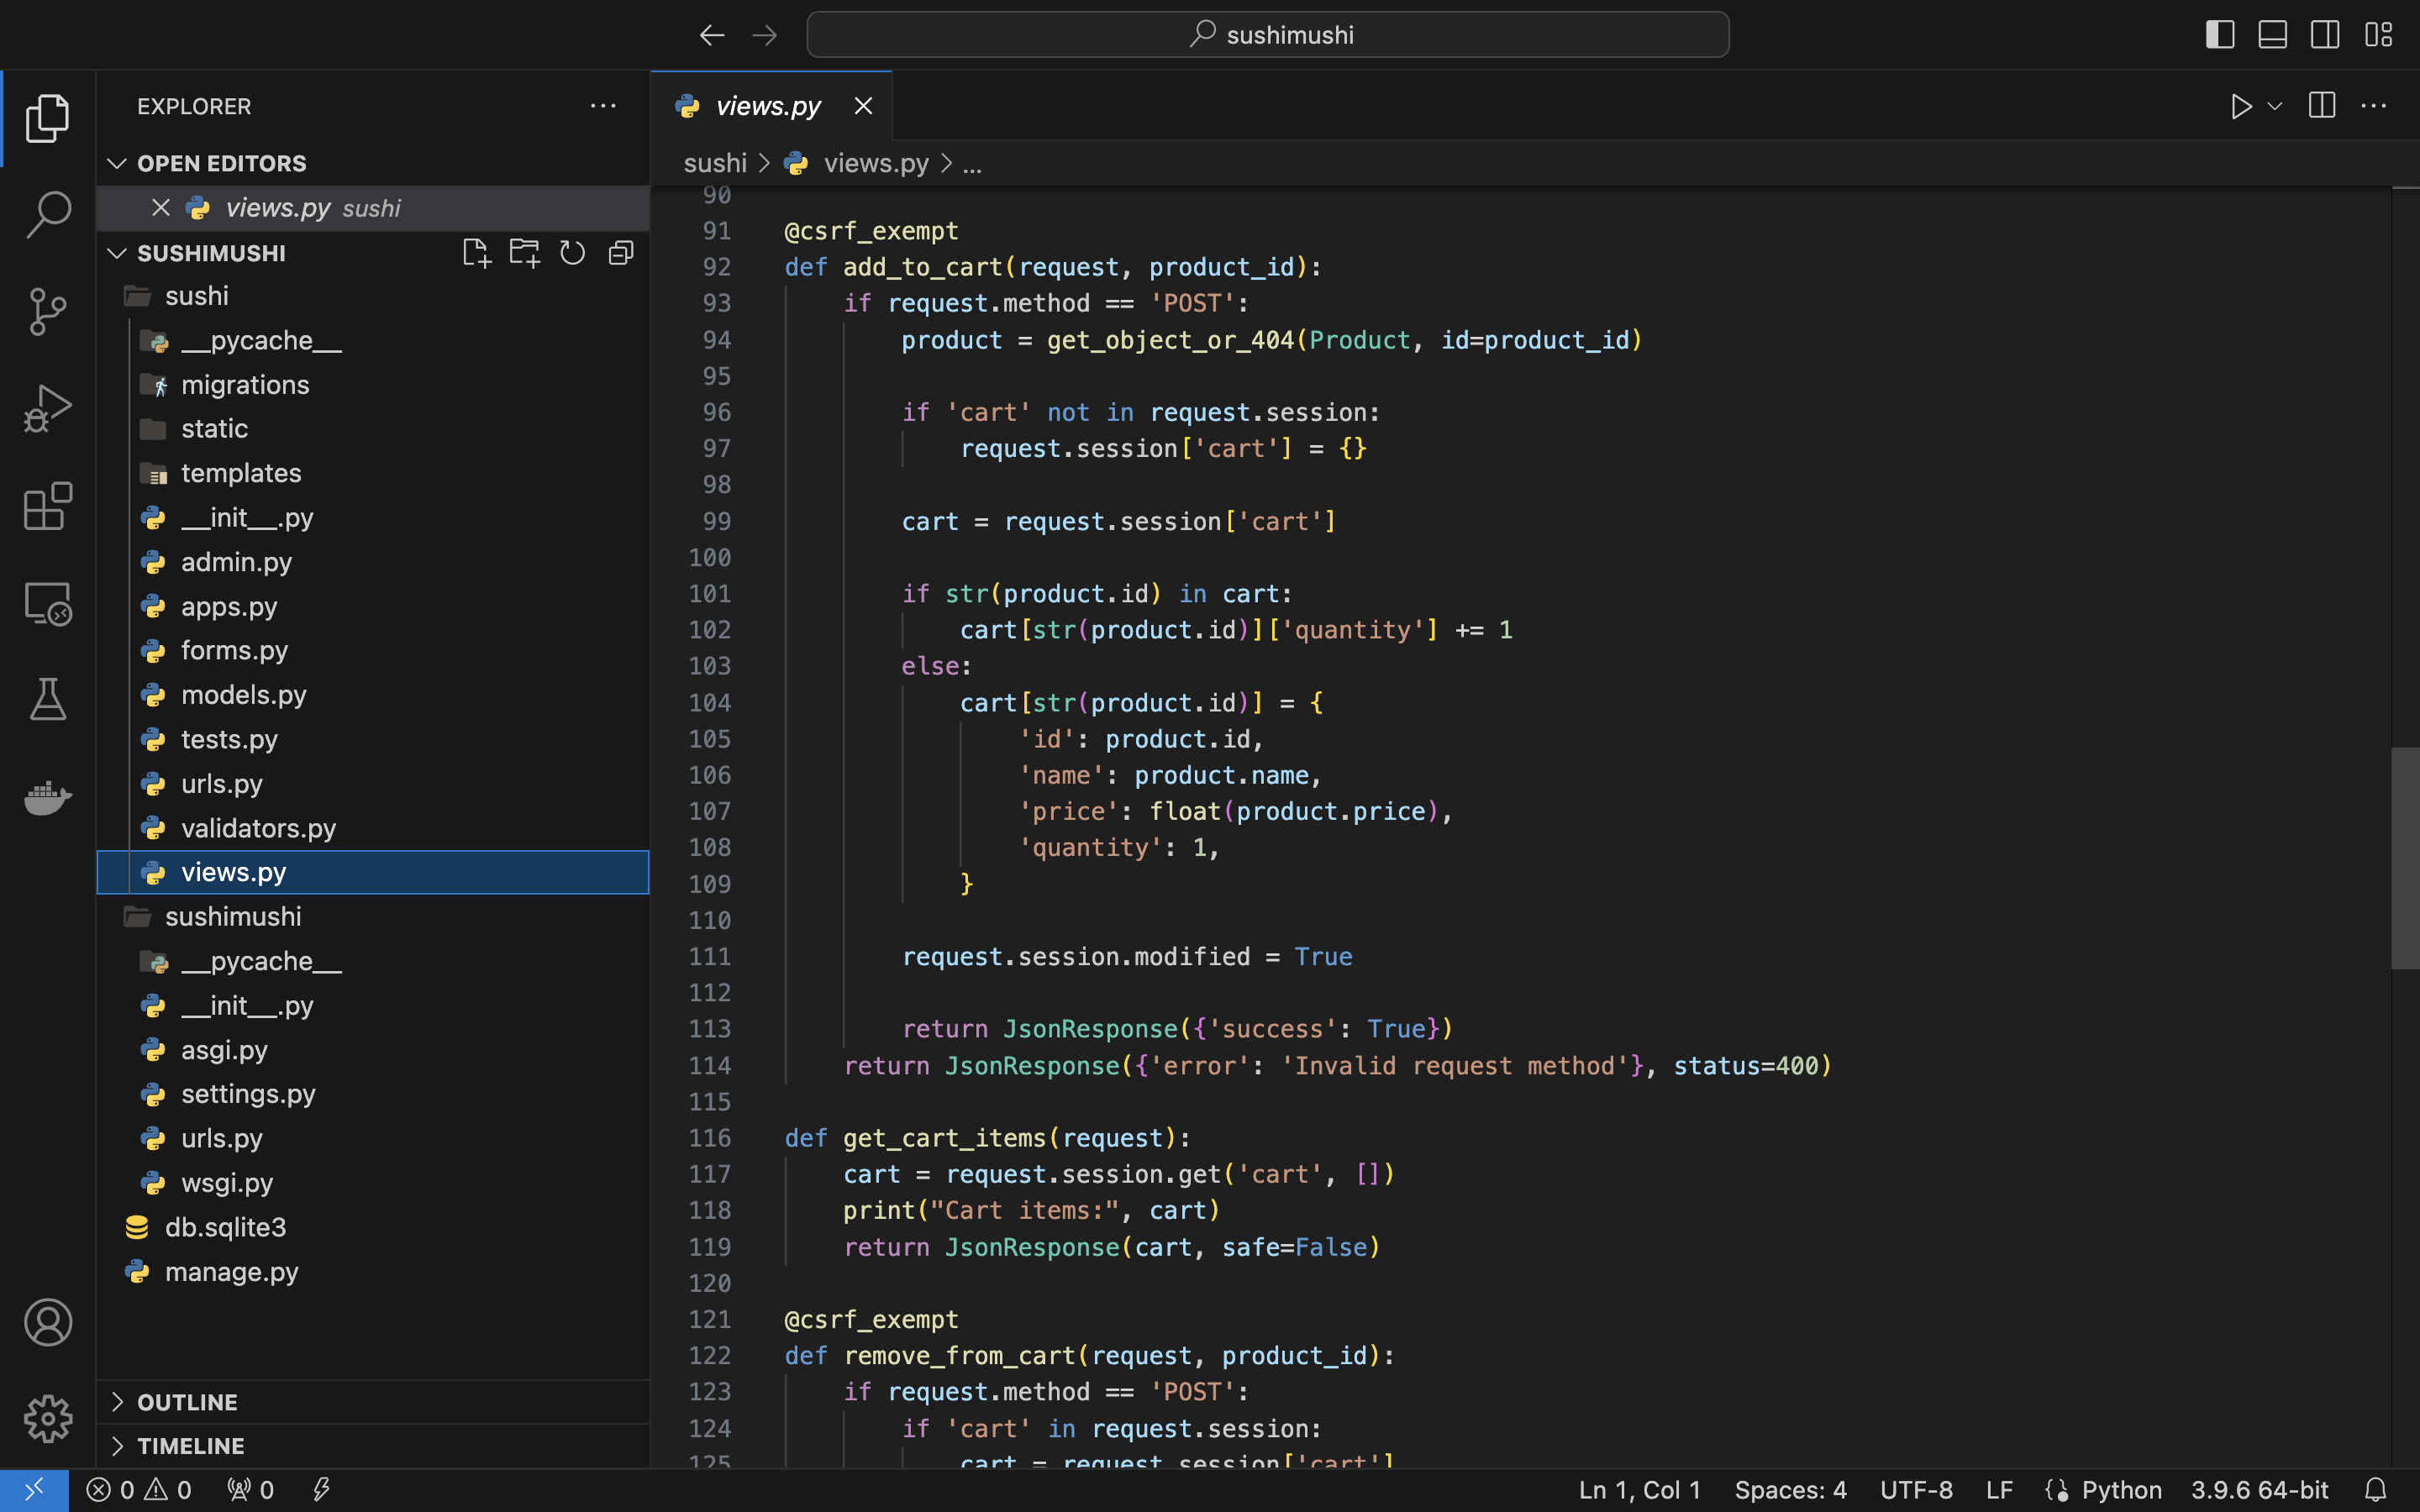 sushimushi
EXPLORER
OPEN EDITORS
views.py sushi
SUSHIMUSHI
sushi
__pycache__
migrations
static
templates
__init__.py
admin.py
apps.py
forms.py
models.py
tests.py
urls.py
validators.py
views.py
sushimushi
__pycache__
__init__.py
asgi.py
settings.py
urls.py
wsgi.py
db.sqlite3
manage.py
OUTLINE
TIMELINE
views.py
sushi > views.py > ...
90
91 @csrf_exempt
92 def add_to_cart(request, product_id):
93     if request.method == 'POST':
94         product = get_object_or_404(Product, id=product_id)
95
96         if 'cart' not in request.session:
97             request.session['cart'] = {}
98
99         cart = request.session['cart']
100
101         if str(product.id) in cart:
102             cart[str(product.id)]['quantity'] += 1
103         else:
104             cart[str(product.id)] = {
105                 'id': product.id,
106                 'name': product.name,
107                 'price': float(product.price),
108                 'quantity': 1,
109             }
110
111         request.session.modified = True
112
113         return JsonResponse({'success': True})
114     return JsonResponse({'error': 'Invalid request method'}, status=400)
115
116 def get_cart_items(request):
117     cart = request.session.get('cart', [])
118     print("Cart items:", cart)
119     return JsonResponse(cart, safe=False)
120
121 @csrf_exempt
122 def remove_from_cart(request, product_id):
123     if request.method == 'POST':
124         if 'cart' in request.session:
125             cart = request.session['cart']
0 0 0 Ln 1, Col 1 Spaces: 4 UTF-8 LF Python 3.9.6 64-bit